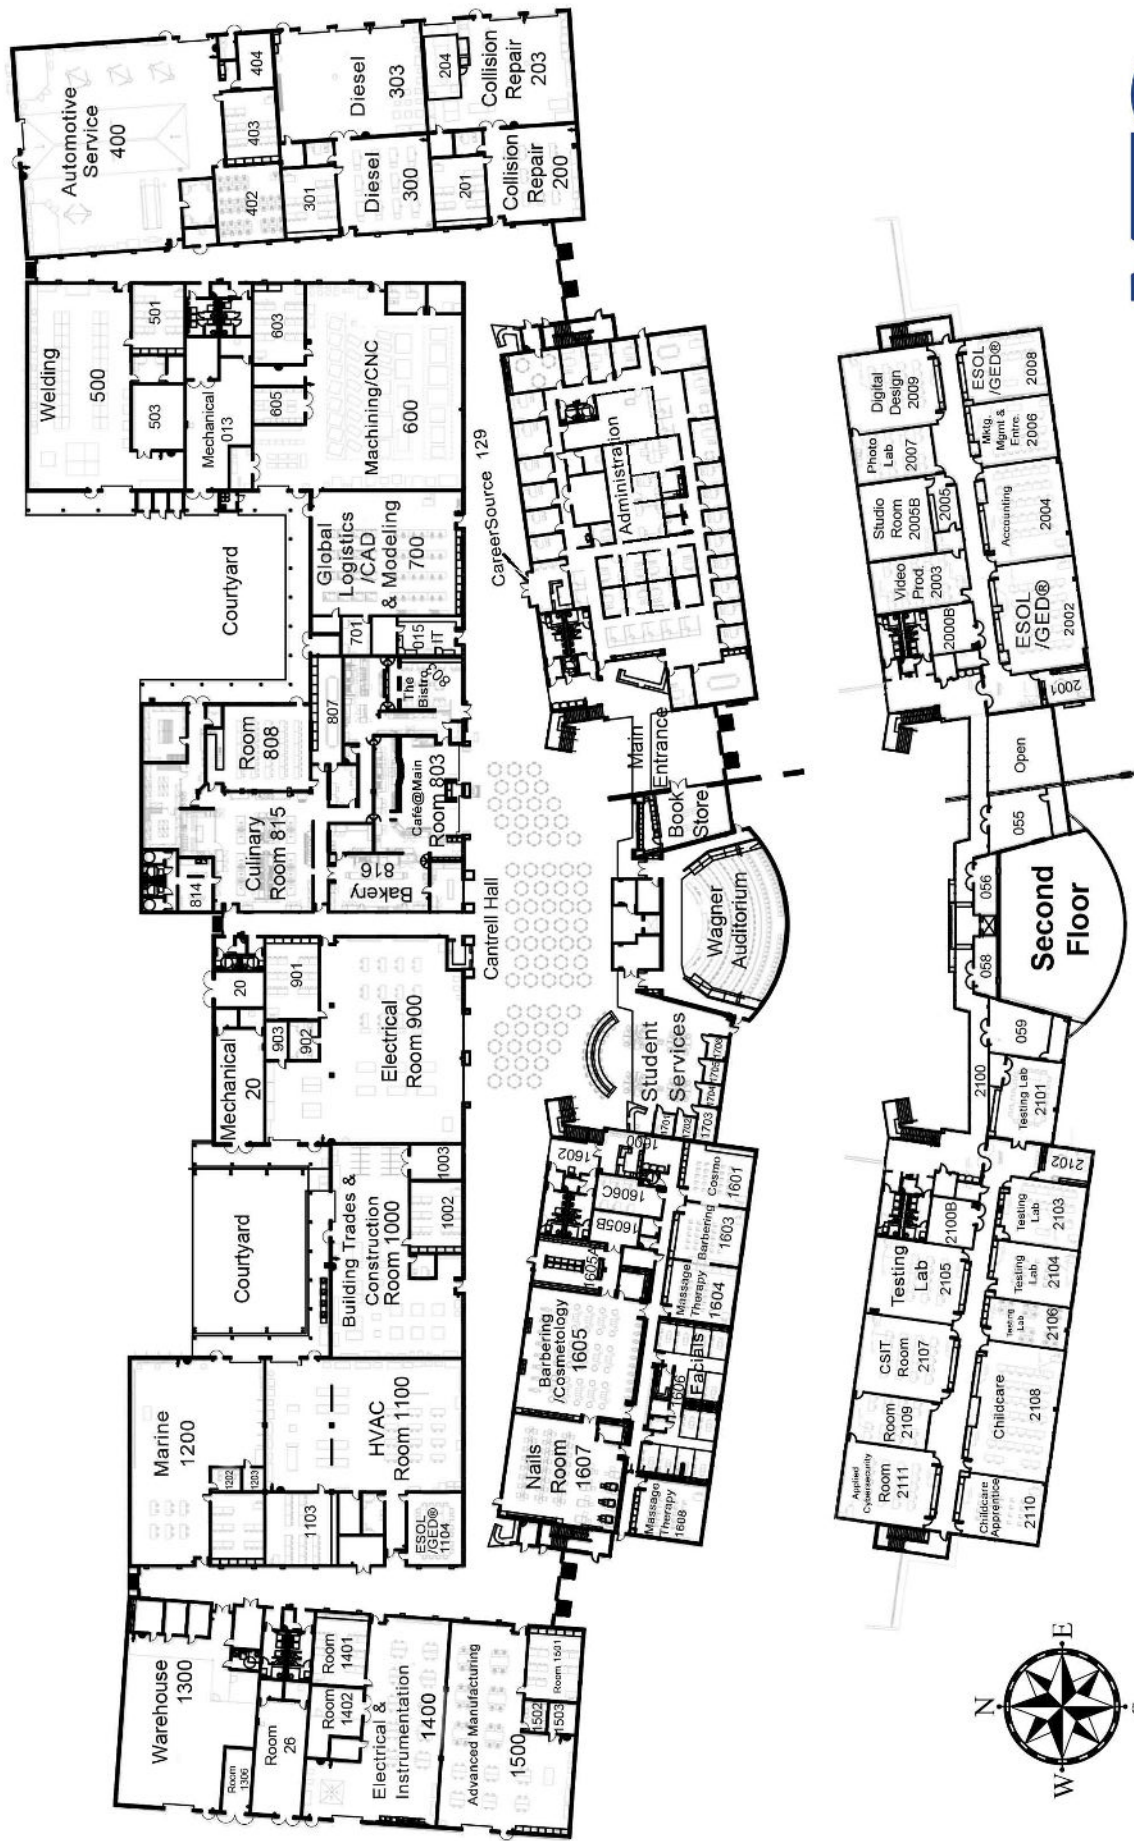 Warehouse
1300
Room
1306
Room
26
Room
1401
Room
1402
Electrical &
Instrumentation
1400
Advanced Manufacturing
1500
Room 1501
1502
1503
Marine
1200
1202
1203
1103
HVAC
Room 1100
ESOL
/GED®
1104
Courtyard
Building Trades &
Construction
Room 1000
1002
1003
Mechanical
20
20
901
903
902
Electrical
Room 900
814
Culinary
Room 815
Room
808
816
Bakery
Café@Main
Room 803
807
The
Bistro
805
Courtyard
701
015
IT
Global
Logistics
/CAD
& Modeling
700
Welding
500
501
503
Mechanical
013
603
605
Machining/CNC
600
Automotive
Service
400
404
403
402
301
Diesel
303
Diesel
300
204
201
Collision
Repair
203
Collision
Repair
200
Cantrell Hall
Nails
Room
1607
Massage
Therapy
1608
Barbering
/Cosmetology
1605
1605A
1605B
1606C
1602
1600
1606
Facials
Massage
Therapy
1604
Barbering
1603
Cosmo
1601
Student
Services
1701
1702
1703
1704
1705
1706
Wagner
Auditorium
Book
Store
Main
Entrance
CareerSource 129
Administration
Applied
Cybersecurity
Room
2111
Room
2109
CSIT
Room
2107
Testing
Lab
2105
2100B
Childcare
Apprentice
2110
Childcare
2108
Testing
Lab
2106
Testing
Lab
2104
Testing
Lab
2103
2102
2100
Testing Lab
2101
059
058
056
055
Second
Floor
Open
2001
2000B
Video
Prod.
2003
Studio
Room
2005B
2005
Photo
Lab
2007
Digital
Design
2009
ESOL
/GED®
2002
Accounting
2004
Mktg.
Mgmt &
Entre.
2006
ESOL
/GED®
2008
N
W
E